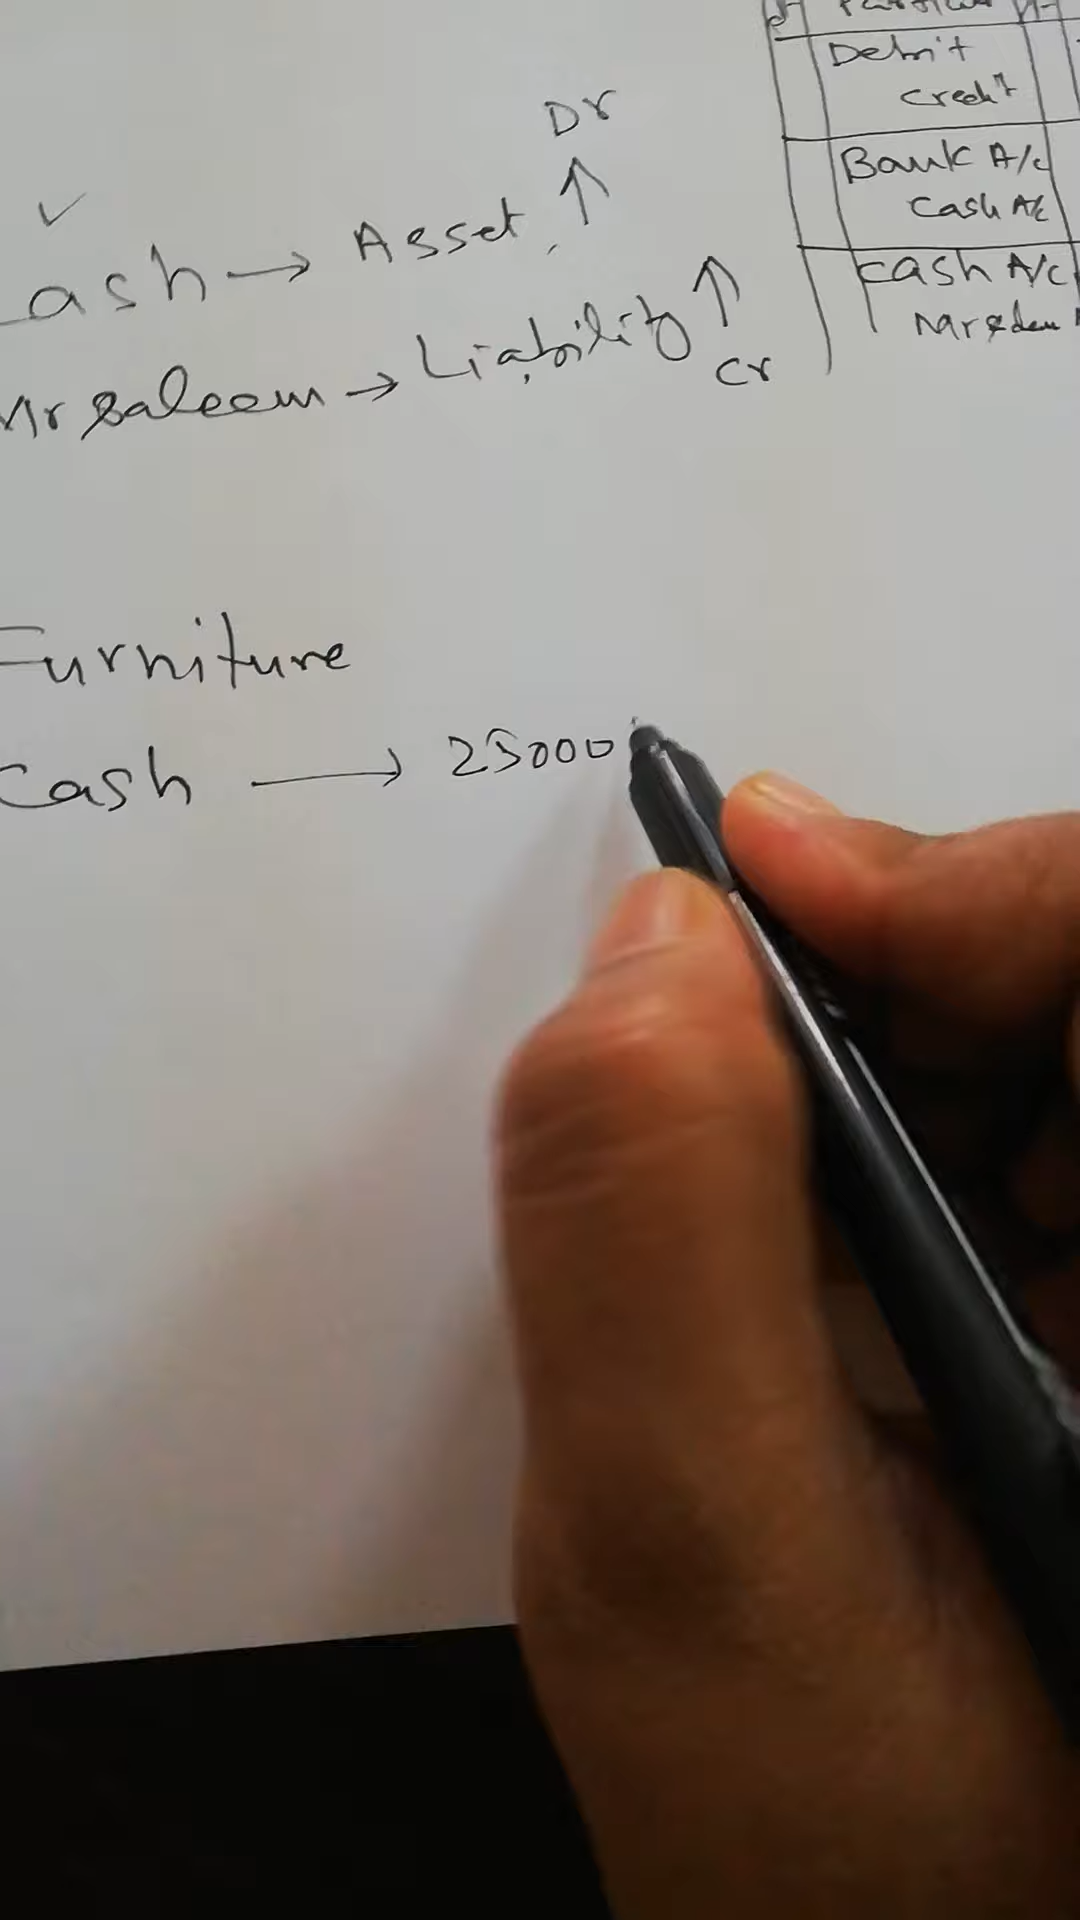 Dr
Cash → Asset ↑
Mr Saleem → Liability ↑
Cr
Furniture
Cash → 25000
Debit
Credit
Bank A/c
Cash A/c
Cash A/c